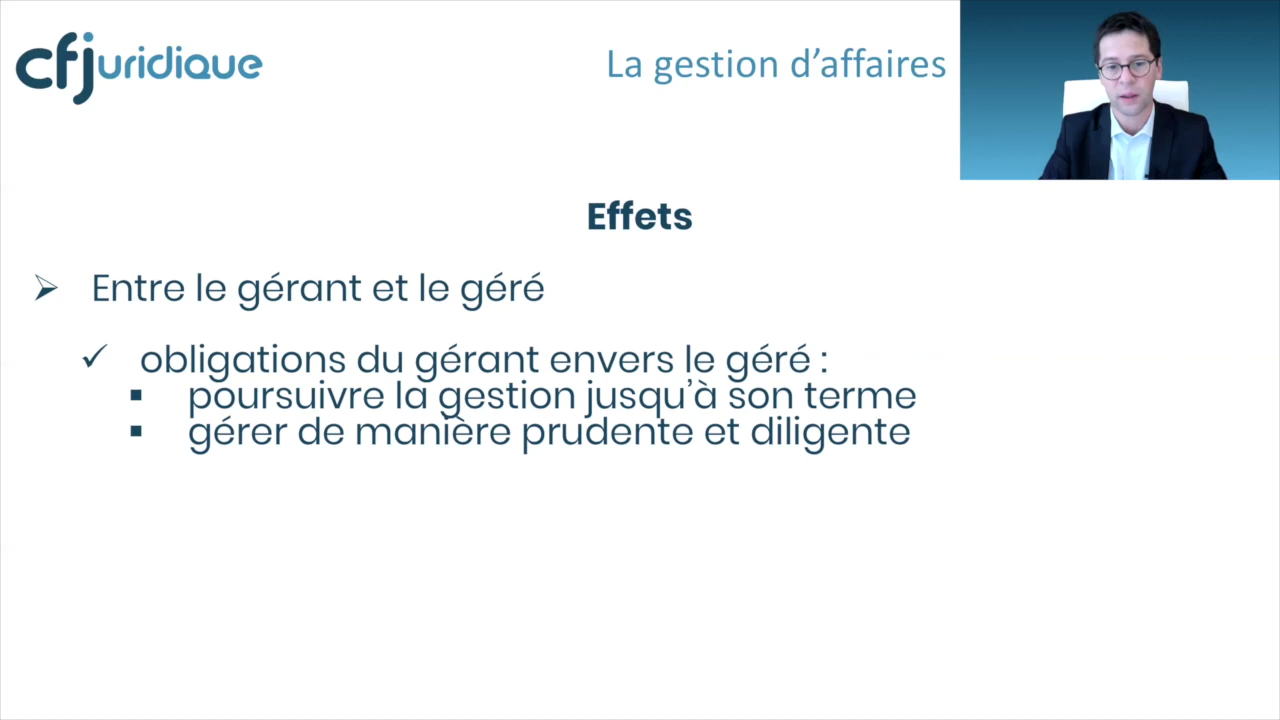 cfjuridique
La gestion d’affaires
Effets
➢ Entre le gérant et le géré
✓ obligations du gérant envers le géré :
▪ poursuivre la gestion jusqu’à son terme
▪ gérer de manière prudente et diligente